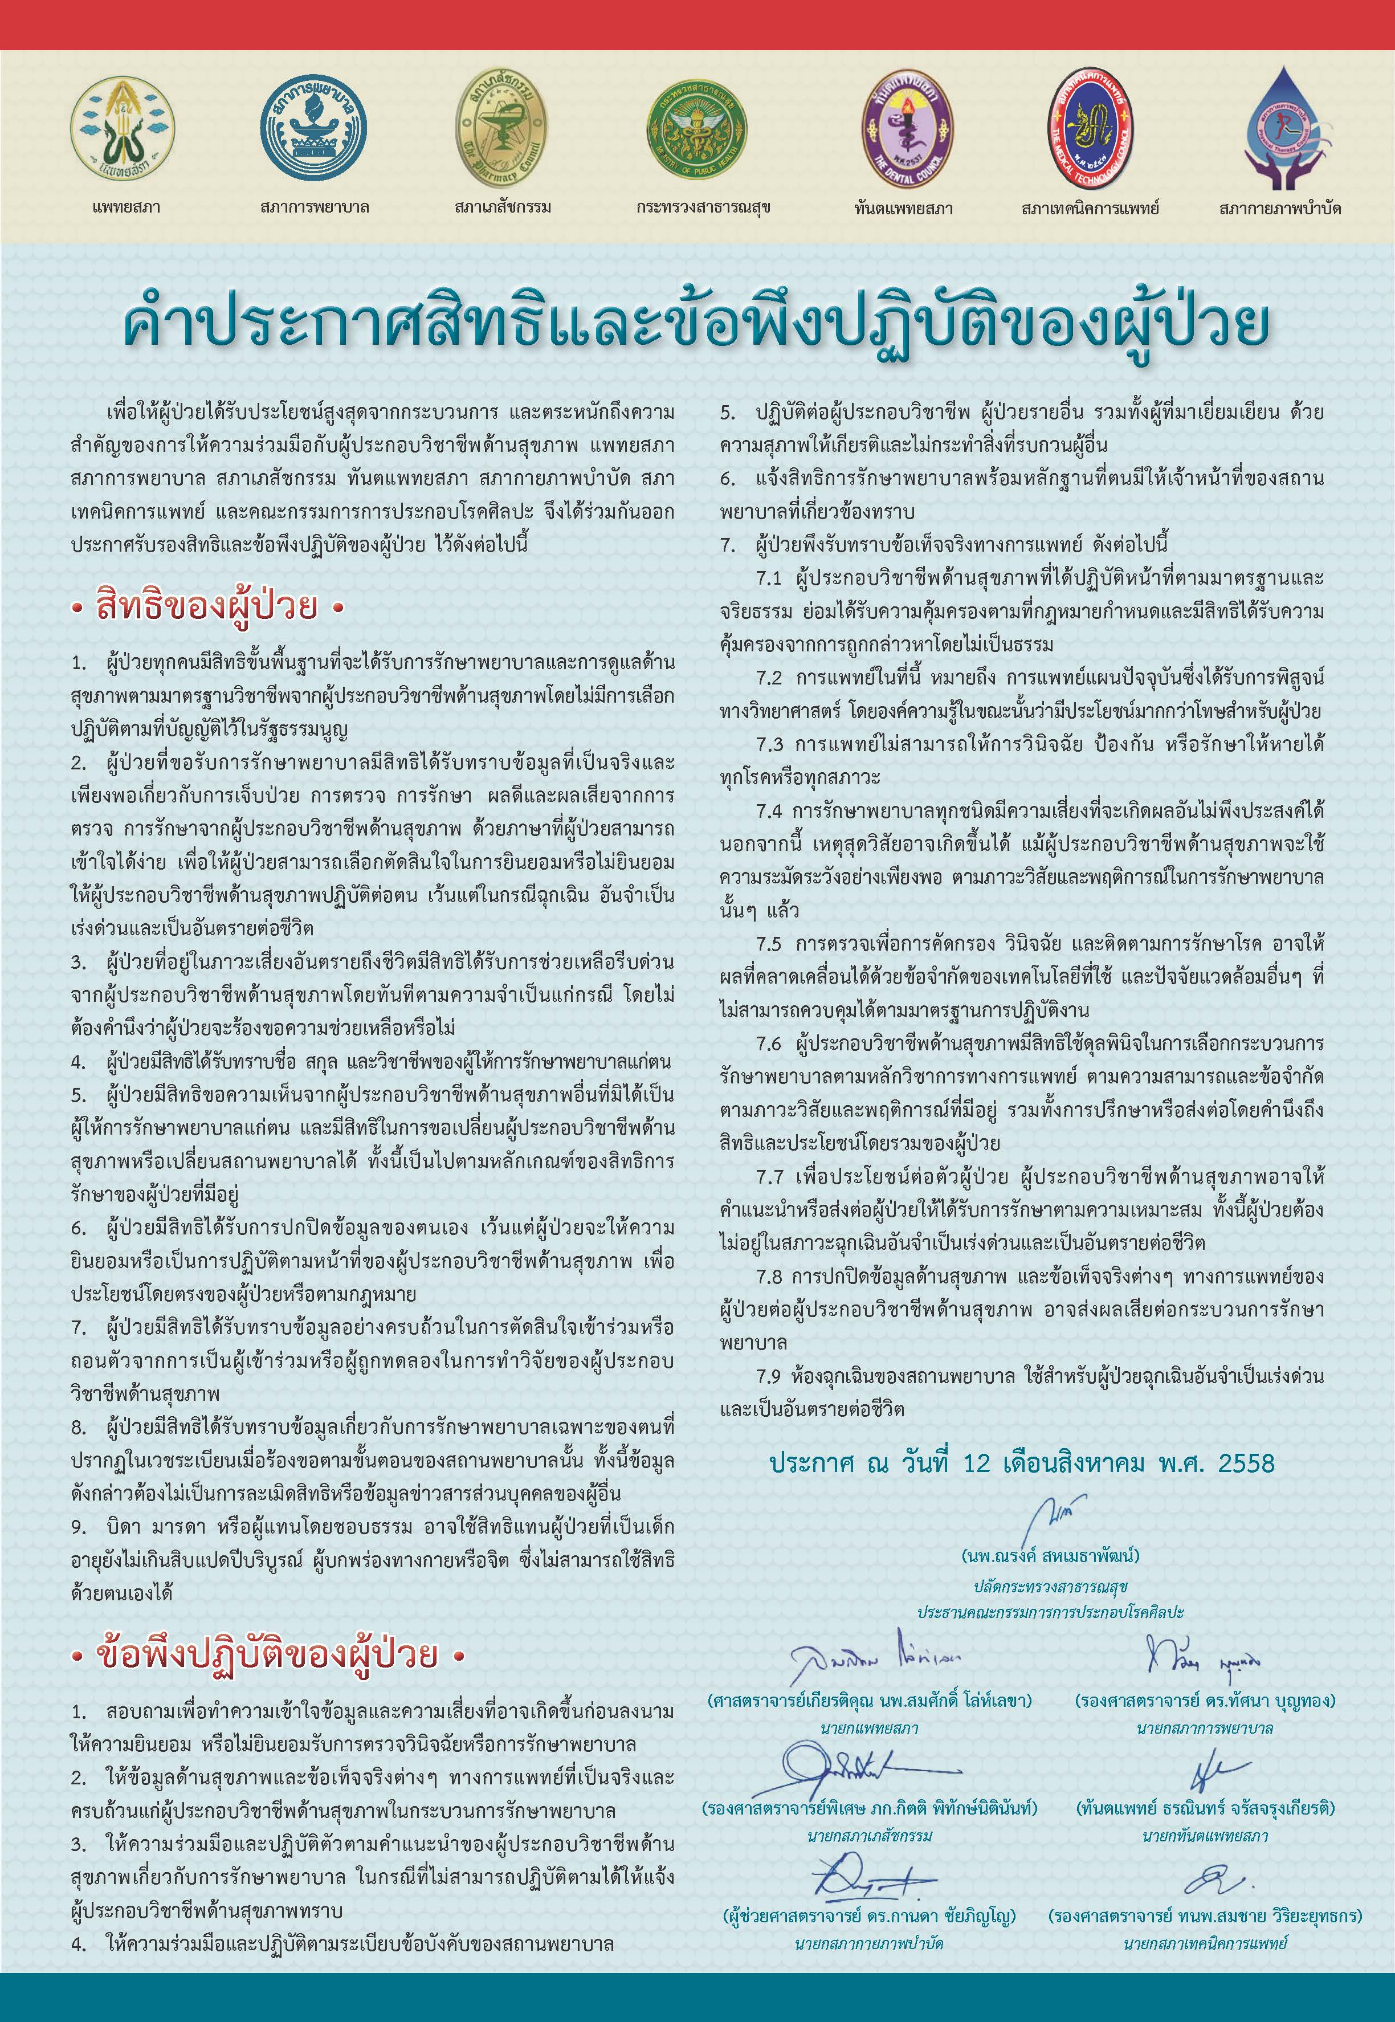 แพทยสภา
สภาการพยาบาล
THE DENTAL COUNCIL
พ.ศ.2537
THE MEDICAL TECHNOLOGY COUNCIL
แพทยสภา
สภาการพยาบาล
สภาเภสัชกรรม
กระทรวงสาธารณสุข
ทันตแพทยสภา
สภาเทคนิคการแพทย์
สภากายภาพบำบัด
คำประกาศสิทธิและข้อพึงปฏิบัติของผู้ป่วย
เพื่อให้ผู้ป่วยได้รับประโยชน์สูงสุดจากกระบวนการ และตระหนักถึงความ
สำคัญของการให้ความร่วมมือกับผู้ประกอบวิชาชีพด้านสุขภาพ แพทยสภา
สภาการพยาบาล สภาเภสัชกรรม ทันตแพทยสภา สภากายภาพบำบัด สภา
เทคนิคการแพทย์ และคณะกรรมการการประกอบโรคศิลปะ จึงได้ร่วมกันออก
ประกาศรับรองสิทธิและข้อพึงปฏิบัติของผู้ป่วย ไว้ดังต่อไปนี้
• สิทธิของผู้ป่วย •
1. ผู้ป่วยทุกคนมีสิทธิขั้นพื้นฐานที่จะได้รับการรักษาพยาบาลและการดูแลด้าน
สุขภาพตามมาตรฐานวิชาชีพจากผู้ประกอบวิชาชีพด้านสุขภาพโดยไม่มีการเลือก
ปฏิบัติตามที่บัญญัติไว้ในรัฐธรรมนูญ
2. ผู้ป่วยที่ขอรับการรักษาพยาบาลมีสิทธิได้รับทราบข้อมูลที่เป็นจริงและ
เพียงพอเกี่ยวกับการเจ็บป่วย การตรวจ การรักษา ผลดีและผลเสียจากการ
ตรวจ การรักษาจากผู้ประกอบวิชาชีพด้านสุขภาพ ด้วยภาษาที่ผู้ป่วยสามารถ
เข้าใจได้ง่าย เพื่อให้ผู้ป่วยสามารถเลือกตัดสินใจในการยินยอมหรือไม่ยินยอม
ให้ผู้ประกอบวิชาชีพด้านสุขภาพปฏิบัติต่อตน เว้นแต่ในกรณีฉุกเฉิน อันจำเป็น
เร่งด่วนและเป็นอันตรายต่อชีวิต
3. ผู้ป่วยที่อยู่ในภาวะเสี่ยงอันตรายถึงชีวิตมีสิทธิได้รับการช่วยเหลือรีบด่วน
จากผู้ประกอบวิชาชีพด้านสุขภาพโดยทันทีตามความจำเป็นแก่กรณี โดยไม่
ต้องคำนึงว่าผู้ป่วยจะร้องขอความช่วยเหลือหรือไม่
4. ผู้ป่วยมีสิทธิได้รับทราบชื่อ สกุล และวิชาชีพของผู้ให้การรักษาพยาบาลแก่ตน
5. ผู้ป่วยมีสิทธิขอความเห็นจากผู้ประกอบวิชาชีพด้านสุขภาพอื่นที่มิได้เป็น
ผู้ให้การรักษาพยาบาลแก่ตน และมีสิทธิในการขอเปลี่ยนผู้ประกอบวิชาชีพด้าน
สุขภาพหรือเปลี่ยนสถานพยาบาลได้ ทั้งนี้เป็นไปตามหลักเกณฑ์ของสิทธิการ
รักษาของผู้ป่วยที่มีอยู่
6. ผู้ป่วยมีสิทธิได้รับการปกปิดข้อมูลของตนเอง เว้นแต่ผู้ป่วยจะให้ความ
ยินยอมหรือเป็นการปฏิบัติตามหน้าที่ของผู้ประกอบวิชาชีพด้านสุขภาพ เพื่อ
ประโยชน์โดยตรงของผู้ป่วยหรือตามกฎหมาย
7. ผู้ป่วยมีสิทธิได้รับทราบข้อมูลอย่างครบถ้วนในการตัดสินใจเข้าร่วมหรือ
ถอนตัวจากการเป็นผู้เข้าร่วมหรือผู้ถูกทดลองในการทำวิจัยของผู้ประกอบ
วิชาชีพด้านสุขภาพ
8. ผู้ป่วยมีสิทธิได้รับทราบข้อมูลเกี่ยวกับการรักษาพยาบาลเฉพาะของตนที่
ปรากฏในเวชระเบียนเมื่อร้องขอตามขั้นตอนของสถานพยาบาลนั้น ทั้งนี้ข้อมูล
ดังกล่าวต้องไม่เป็นการละเมิดสิทธิหรือข้อมูลข่าวสารส่วนบุคคลของผู้อื่น
9. บิดา มารดา หรือผู้แทนโดยชอบธรรม อาจใช้สิทธิแทนผู้ป่วยที่เป็นเด็ก
อายุยังไม่เกินสิบแปดปีบริบูรณ์ ผู้บกพร่องทางกายหรือจิต ซึ่งไม่สามารถใช้สิทธิ
ด้วยตนเองได้
• ข้อพึงปฏิบัติของผู้ป่วย •
1. สอบถามเพื่อทำความเข้าใจข้อมูลและความเสี่ยงที่อาจเกิดขึ้นก่อนลงนาม
ให้ความยินยอม หรือไม่ยินยอมรับการตรวจวินิจฉัยหรือการรักษาพยาบาล
2. ให้ข้อมูลด้านสุขภาพและข้อเท็จจริงต่างๆ ทางการแพทย์ที่เป็นจริงและ
ครบถ้วนแก่ผู้ประกอบวิชาชีพด้านสุขภาพในกระบวนการรักษาพยาบาล
3. ให้ความร่วมมือและปฏิบัติตัวตามคำแนะนำของผู้ประกอบวิชาชีพด้าน
สุขภาพเกี่ยวกับการรักษาพยาบาล ในกรณีที่ไม่สามารถปฏิบัติตามได้ให้แจ้ง
ผู้ประกอบวิชาชีพด้านสุขภาพทราบ
4. ให้ความร่วมมือและปฏิบัติตามระเบียบข้อบังคับของสถานพยาบาล
5. ปฏิบัติต่อผู้ประกอบวิชาชีพ ผู้ป่วยรายอื่น รวมทั้งผู้ที่มาเยี่ยมเยียน ด้วย
ความสุภาพให้เกียรติและไม่กระทำสิ่งที่รบกวนผู้อื่น
6. แจ้งสิทธิการรักษาพยาบาลพร้อมหลักฐานที่ตนมีให้เจ้าหน้าที่ของสถาน
พยาบาลที่เกี่ยวข้องทราบ
7. ผู้ป่วยพึงรับทราบข้อเท็จจริงทางการแพทย์ ดังต่อไปนี้
7.1 ผู้ประกอบวิชาชีพด้านสุขภาพที่ได้ปฏิบัติหน้าที่ตามมาตรฐานและ
จริยธรรม ย่อมได้รับความคุ้มครองตามที่กฎหมายกำหนดและมีสิทธิได้รับความ
คุ้มครองจากการถูกกล่าวหาโดยไม่เป็นธรรม
7.2 การแพทย์ในที่นี้ หมายถึง การแพทย์แผนปัจจุบันซึ่งได้รับการพิสูจน์
ทางวิทยาศาสตร์ โดยองค์ความรู้ในขณะนั้นว่ามีประโยชน์มากกว่าโทษสำหรับผู้ป่วย
7.3 การแพทย์ไม่สามารถให้การวินิจฉัย ป้องกัน หรือรักษาให้หายได้
ทุกโรคหรือทุกสภาวะ
7.4 การรักษาพยาบาลทุกชนิดมีความเสี่ยงที่จะเกิดผลอันไม่พึงประสงค์ได้
นอกจากนี้ เหตุสุดวิสัยอาจเกิดขึ้นได้ แม้ผู้ประกอบวิชาชีพด้านสุขภาพจะใช้
ความระมัดระวังอย่างเพียงพอ ตามภาวะวิสัยและพฤติการณ์ในการรักษาพยาบาล
นั้นๆ แล้ว
7.5 การตรวจเพื่อการคัดกรอง วินิจฉัย และติดตามการรักษาโรค อาจให้
ผลที่คลาดเคลื่อนได้ด้วยข้อจำกัดของเทคโนโลยีที่ใช้ และปัจจัยแวดล้อมอื่นๆ ที่
ไม่สามารถควบคุมได้ตามมาตรฐานการปฏิบัติงาน
7.6 ผู้ประกอบวิชาชีพด้านสุขภาพมีสิทธิใช้ดุลพินิจในการเลือกกระบวนการ
รักษาพยาบาลตามหลักวิชาการทางการแพทย์ ตามความสามารถและข้อจำกัด
ตามภาวะวิสัยและพฤติการณ์ที่มีอยู่ รวมทั้งการปรึกษาหรือส่งต่อโดยคำนึงถึง
สิทธิและประโยชน์โดยรวมของผู้ป่วย
7.7 เพื่อประโยชน์ต่อตัวผู้ป่วย ผู้ประกอบวิชาชีพด้านสุขภาพอาจให้
คำแนะนำหรือส่งต่อผู้ป่วยให้ได้รับการรักษาตามความเหมาะสม ทั้งนี้ผู้ป่วยต้อง
ไม่อยู่ในสภาวะฉุกเฉินอันจำเป็นเร่งด่วนและเป็นอันตรายต่อชีวิต
7.8 การปกปิดข้อมูลด้านสุขภาพ และข้อเท็จจริงต่างๆ ทางการแพทย์ของ
ผู้ป่วยต่อผู้ประกอบวิชาชีพด้านสุขภาพ อาจส่งผลเสียต่อกระบวนการรักษา
พยาบาล
7.9 ห้องฉุกเฉินของสถานพยาบาล ใช้สำหรับผู้ป่วยฉุกเฉินอันจำเป็นเร่งด่วน
และเป็นอันตรายต่อชีวิต
ประกาศ ณ วันที่ 12 เดือนสิงหาคม พ.ศ. 2558
(นพ.ณรงค์ สหเมธาพัฒน์)
ปลัดกระทรวงสาธารณสุข
ประธานคณะกรรมการการประกอบโรคศิลปะ
(ศาสตราจารย์เกียรติคุณ นพ.สมศักดิ์ โล่ห์เลขา)
นายกแพทยสภา
(รองศาสตราจารย์ ดร.ทัศนา บุญทอง)
นายกสภาการพยาบาล
(รองศาสตราจารย์พิเศษ ภก.กิตติ พิทักษ์นิตินันท์)
นายกสภาเภสัชกรรม
(ทันตแพทย์ ธรณินทร์ จรัสจรุงเกียรติ)
นายกทันตแพทยสภา
(ผู้ช่วยศาสตราจารย์ ดร.กานดา ชัยภิญโญ)
นายกสภากายภาพบำบัด
(รองศาสตราจารย์ ทนพ.สมชาย วิริยะยุทธกร)
นายกสภาเทคนิคการแพทย์